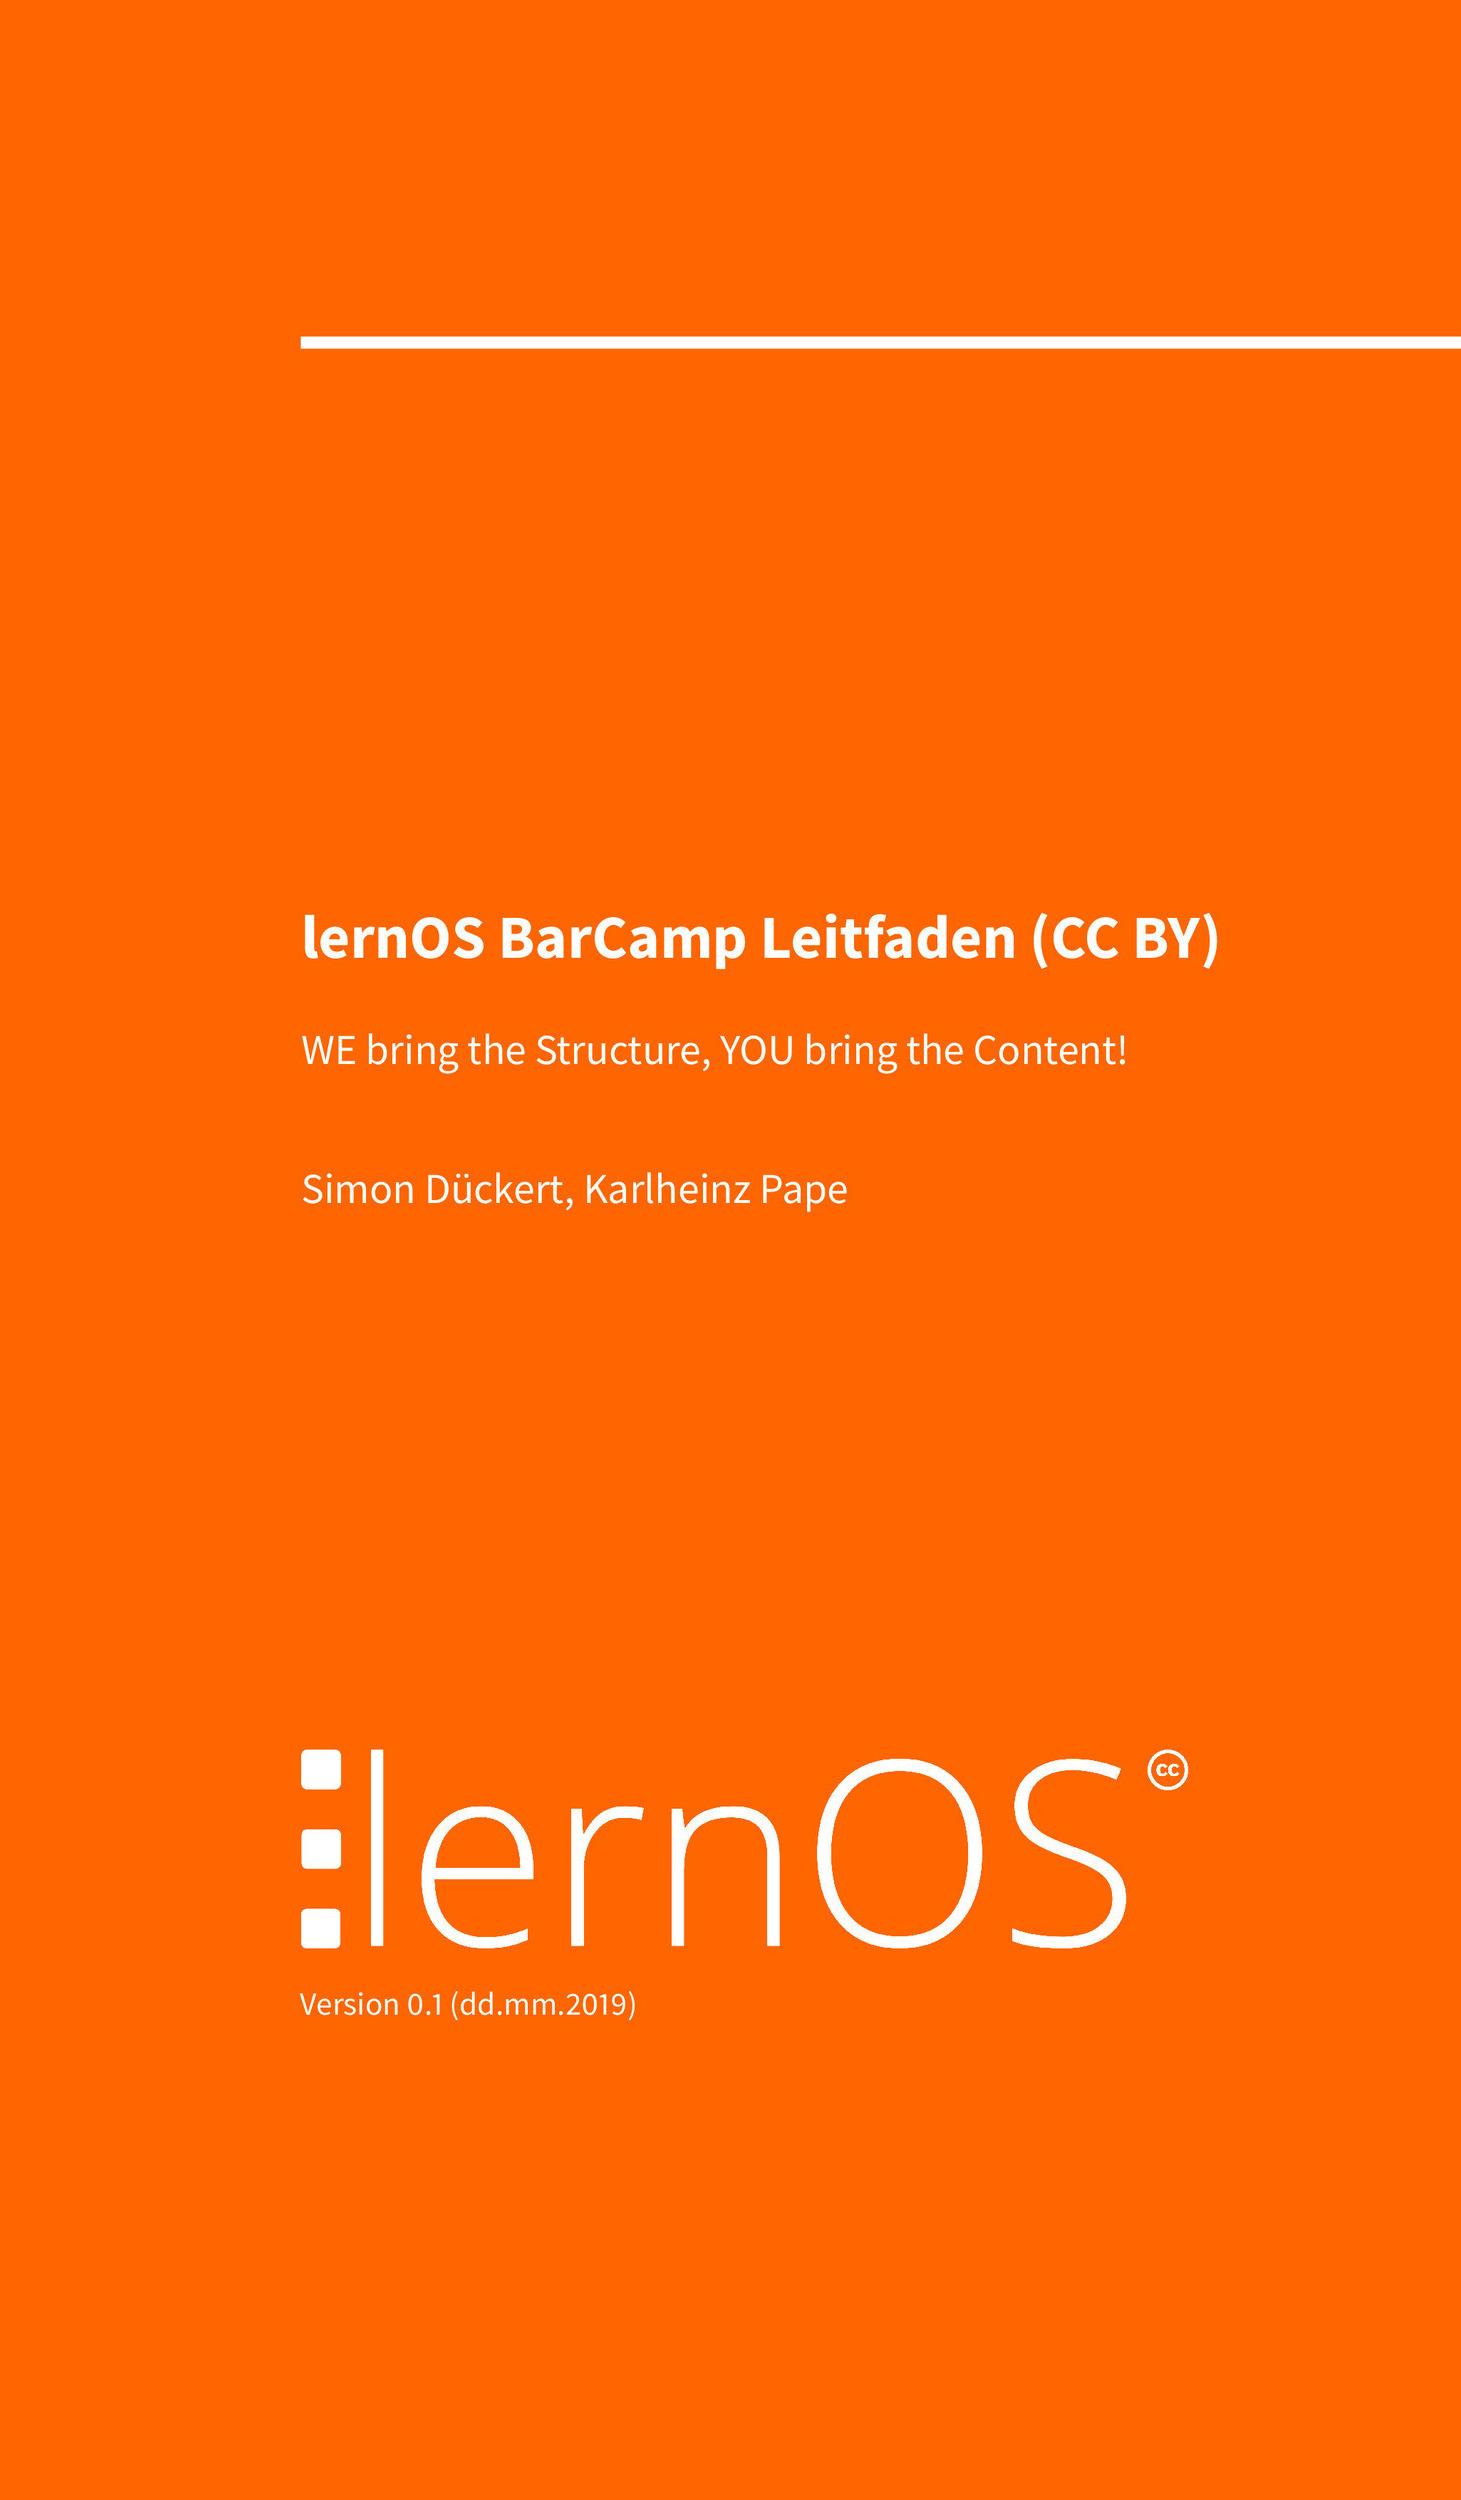 lernOS BarCamp Leitfaden (CC BY)
WE bring the Structure, YOU bring the Content!
Simon Dückert, Karlheinz Pape
lernOS cc
Version 0.1 (dd.mm.2019)